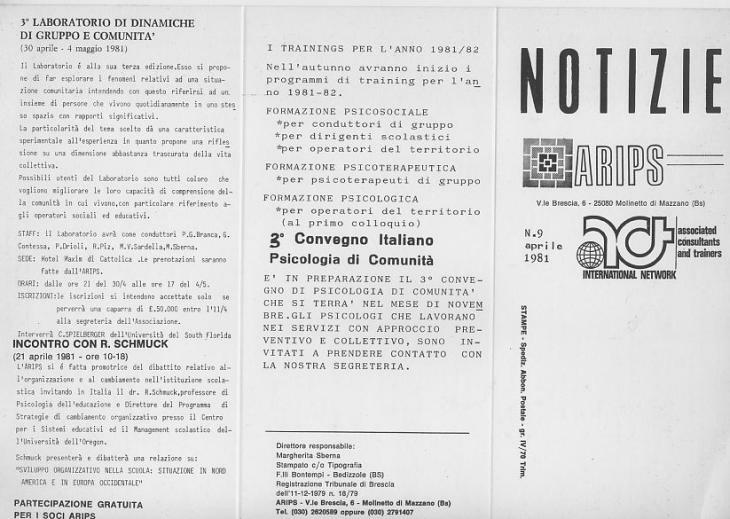 3° LABORATORIO DI DINAMICHE
DI GRUPPO E COMUNITA'
(30 aprile - 4 maggio 1981)
Il Laboratorio é alla sua terza edizione.Esso si propo-
ne di far esplorare i fenomeni relativi ad una situa-
zione comunitaria intendendo con questo riferirsi ad un
insieme di persone che vivono quotidianamente in uno stes
so spazio con rapporti significativi.
La particolarità del tema scelto dà una caratteristica
sperimentale all'esperienza in quanto propone una rifles
sione su una dimensione abbastanza trascurata della vita
collettiva.
Possibili utenti del Laboratorio sono tutti coloro che
vogliono migliorare le loro capacità di comprensione del-
la comunità in cui vivono,con particolare riferimento a-
gli operatori sociali ed educativi.
STAFF: il Laboratorio avrà come conduttori P.G.Branca,G.
Contessa, P.Drioli, R.Piz, M.V.Sardella,M.Sberna.
SEDE: Hotel Waxim di Cattolica .Le prenotazioni saranno
fatte dall'ARIPS.
ORARI: dalle ore 21 del 30/4 alle ore 17 del 4/5.
ISCRIZIONI:le iscrizioni si intendono accettate solo se
perverrà una caparra di £.50.000 entro l'11/4
alla segreteria dell'Associazione.
Interverrà C.SPIELBERGER dell'Università del South Florida
INCONTRO CON R. SCHMUCK
(21 aprile 1981 - ore 10-18)
L'ARIPS si é fatta promotrice del dibattito relativo al-
l'organizzazione e al cambiamento nell'istituzione scola-
stica invitando in Italia il dr. R.Schmuck,professore di
Psicologia dell'educazione e Direttore del Programma di
Strategie di cambiamento organizzativo presso il Centro
per i Sistemi educativi ed il Management scolastico del-
l'Università dell'Oregon.
Schmuck presenterà e dibatterà una relazione su:
"SVILUPPO ORGANIZZATIVO NELLA SCUOLA: SITUAZIONE IN NORD
AMERICA E IN EUROPA OCCIDENTALE"
PARTECIPAZIONE GRATUITA
PER I SOCI ARIPS
I TRAININGS PER L'ANNO 1981/82
Nell'autunno avranno inizio i
programmi di training per l'an
no 1981-82.
FORMAZIONE PSICOSOCIALE
*per conduttori di gruppo
*per dirigenti scolastici
*per operatori del territorio
FORMAZIONE PSICOTERAPEUTICA
*per psicoterapeuti di gruppo
FORMAZIONE PSICOLOGICA
*per operatori del territorio
(al primo colloquio)
3° Convegno Italiano
Psicologia di Comunità
E' IN PREPARAZIONE IL 3° CONVE-
GNO DI PSICOLOGIA DI COMUNITA'
CHE SI TERRA' NEL MESE DI NOVEM
BRE.GLI PSICOLOGI CHE LAVORANO
NEI SERVIZI CON APPROCCIO PRE-
VENTIVO E COLLETTIVO, SONO IN-
VITATI A PRENDERE CONTATTO CON
LA NOSTRA SEGRETERIA.
Direttore responsabile:
Margherita Sberna
Stampato c/o Tipografia
F.lli Bontempi - Bedizzole (BS)
Registrazione Tribunale di Brescia
dell'11-12-1979 n. 18/79
ARIPS - V.le Brescia, 6 - Molinetto di Mazzano (Bs)
Tel. (030) 2620589 oppure (030) 2791407
NOTIZIE
ARIPS
V.le Brescia, 6 - 25080 Molinetto di Mazzano (Bs)
N.9
aprile
1981
act
associated
consultants
and trainers
INTERNATIONAL NETWORK
STAMPE - Spediz. Abbon. Postale - gr. IV/70 Trim.